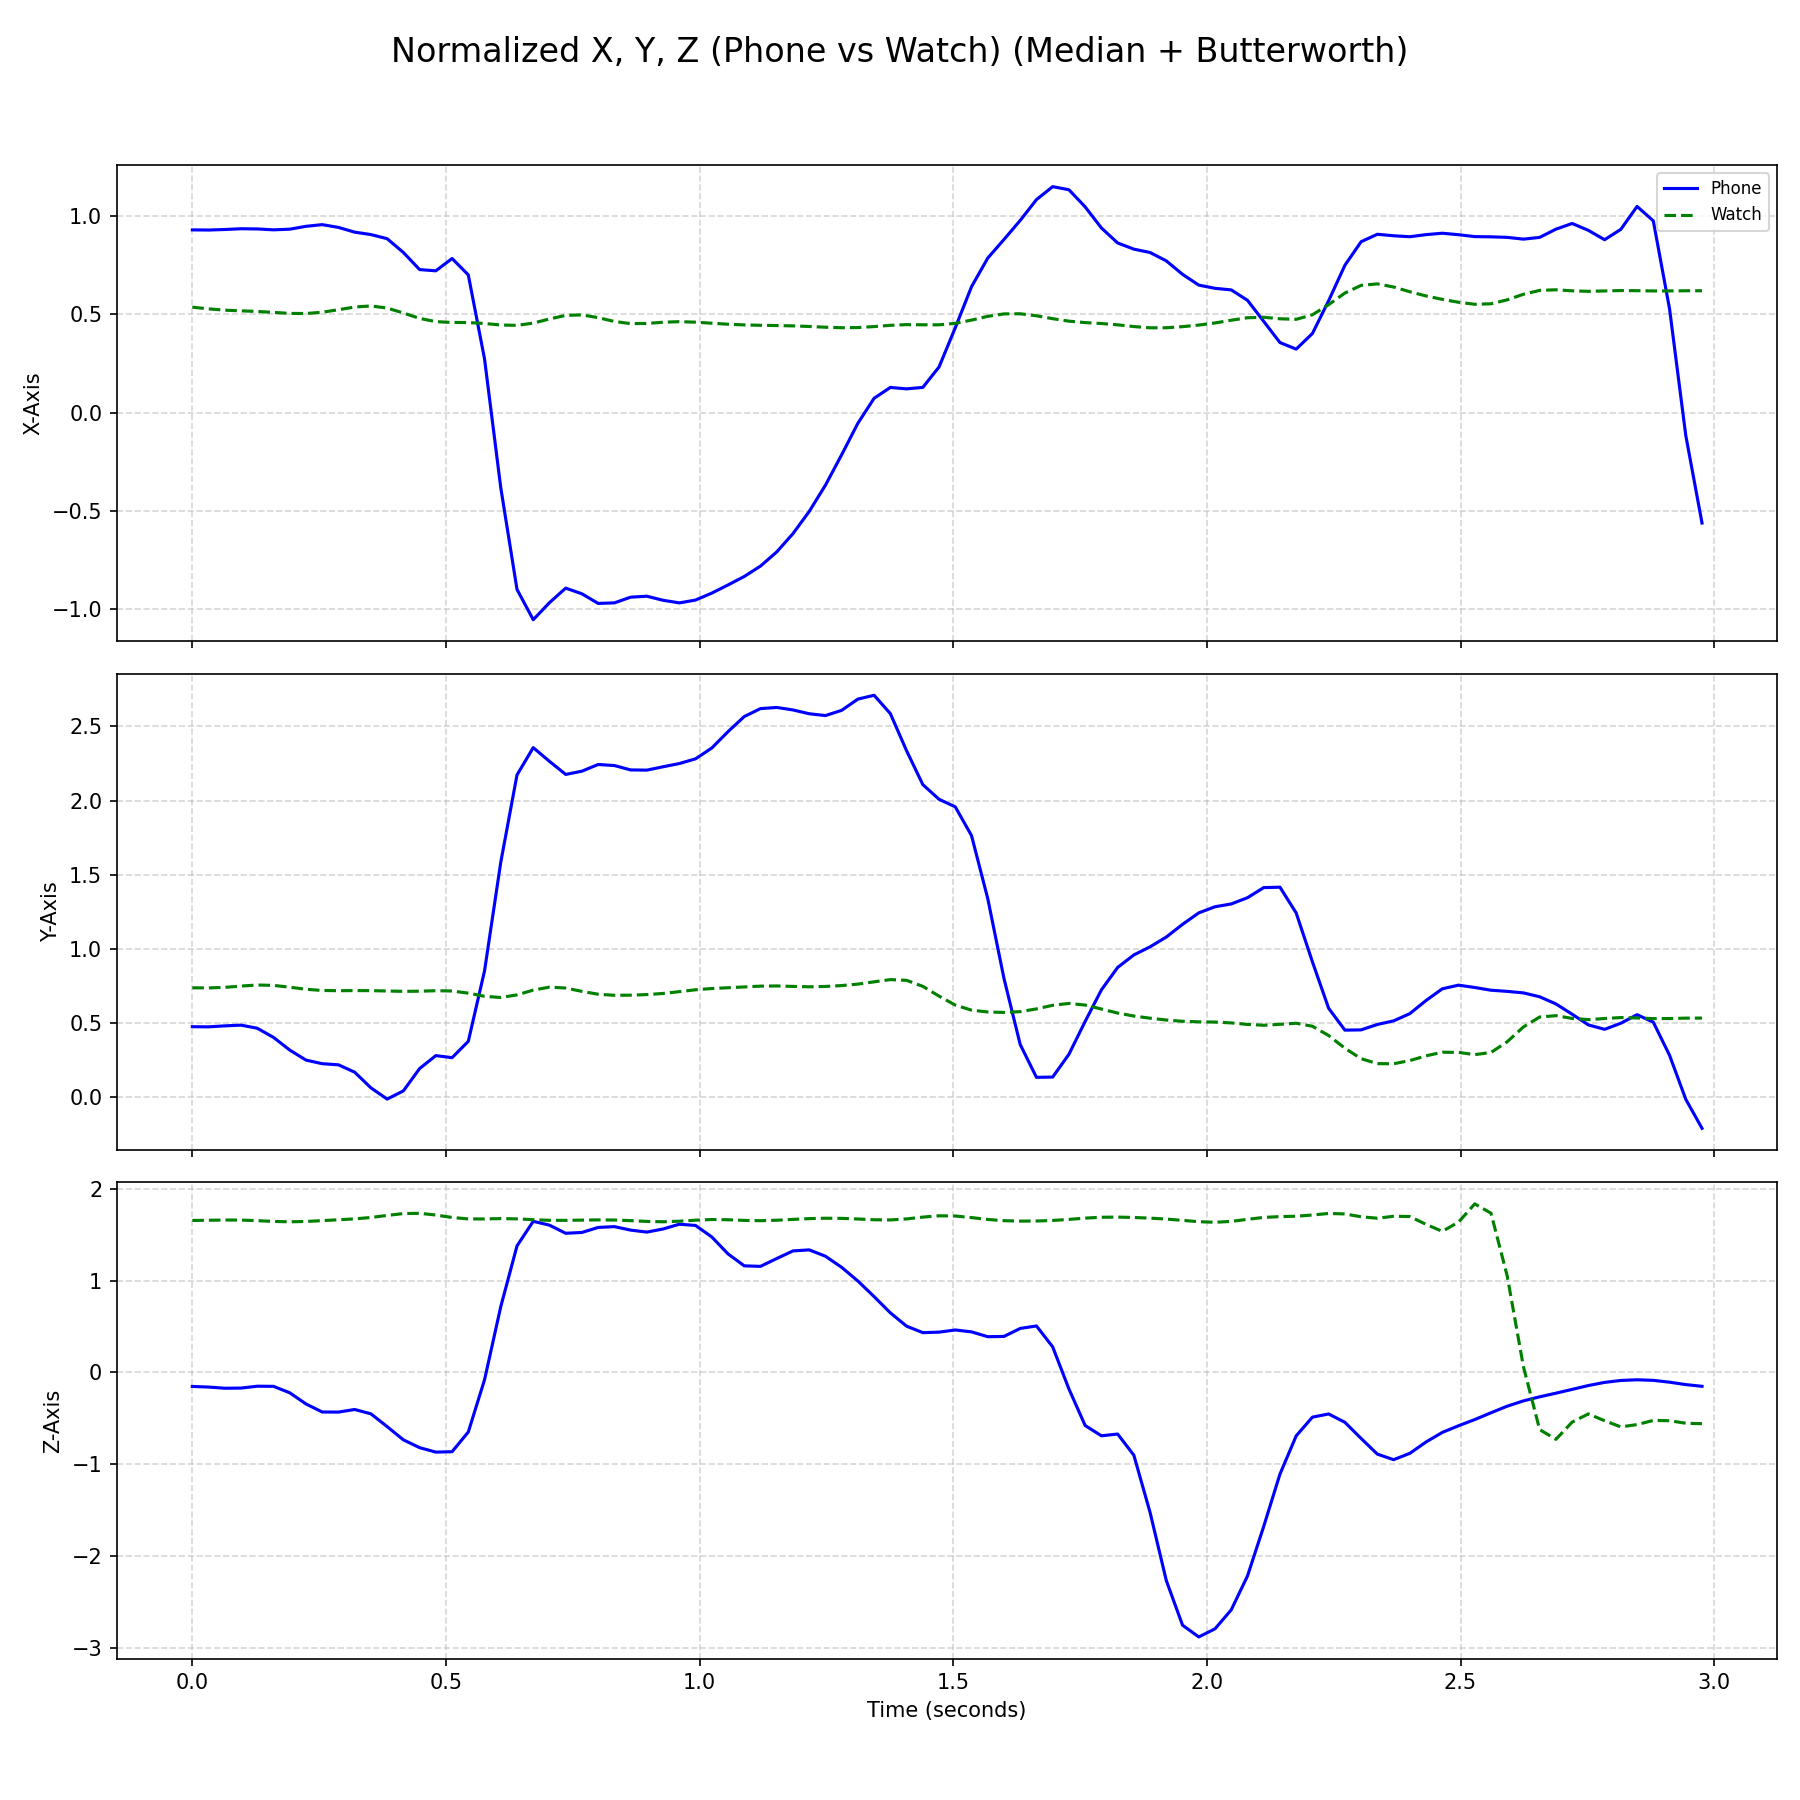 Normalized X, Y, Z (Phone vs Watch) (Median + Butterworth)
Phone
Watch
1.0
0.5
0.0
−0.5
−1.0
X-Axis
2.5
2.0
1.5
1.0
0.5
0.0
Y-Axis
2
1
0
−1
−2
−3
Z-Axis
0.0 0.5 1.0 1.5 2.0 2.5 3.0
Time (seconds)